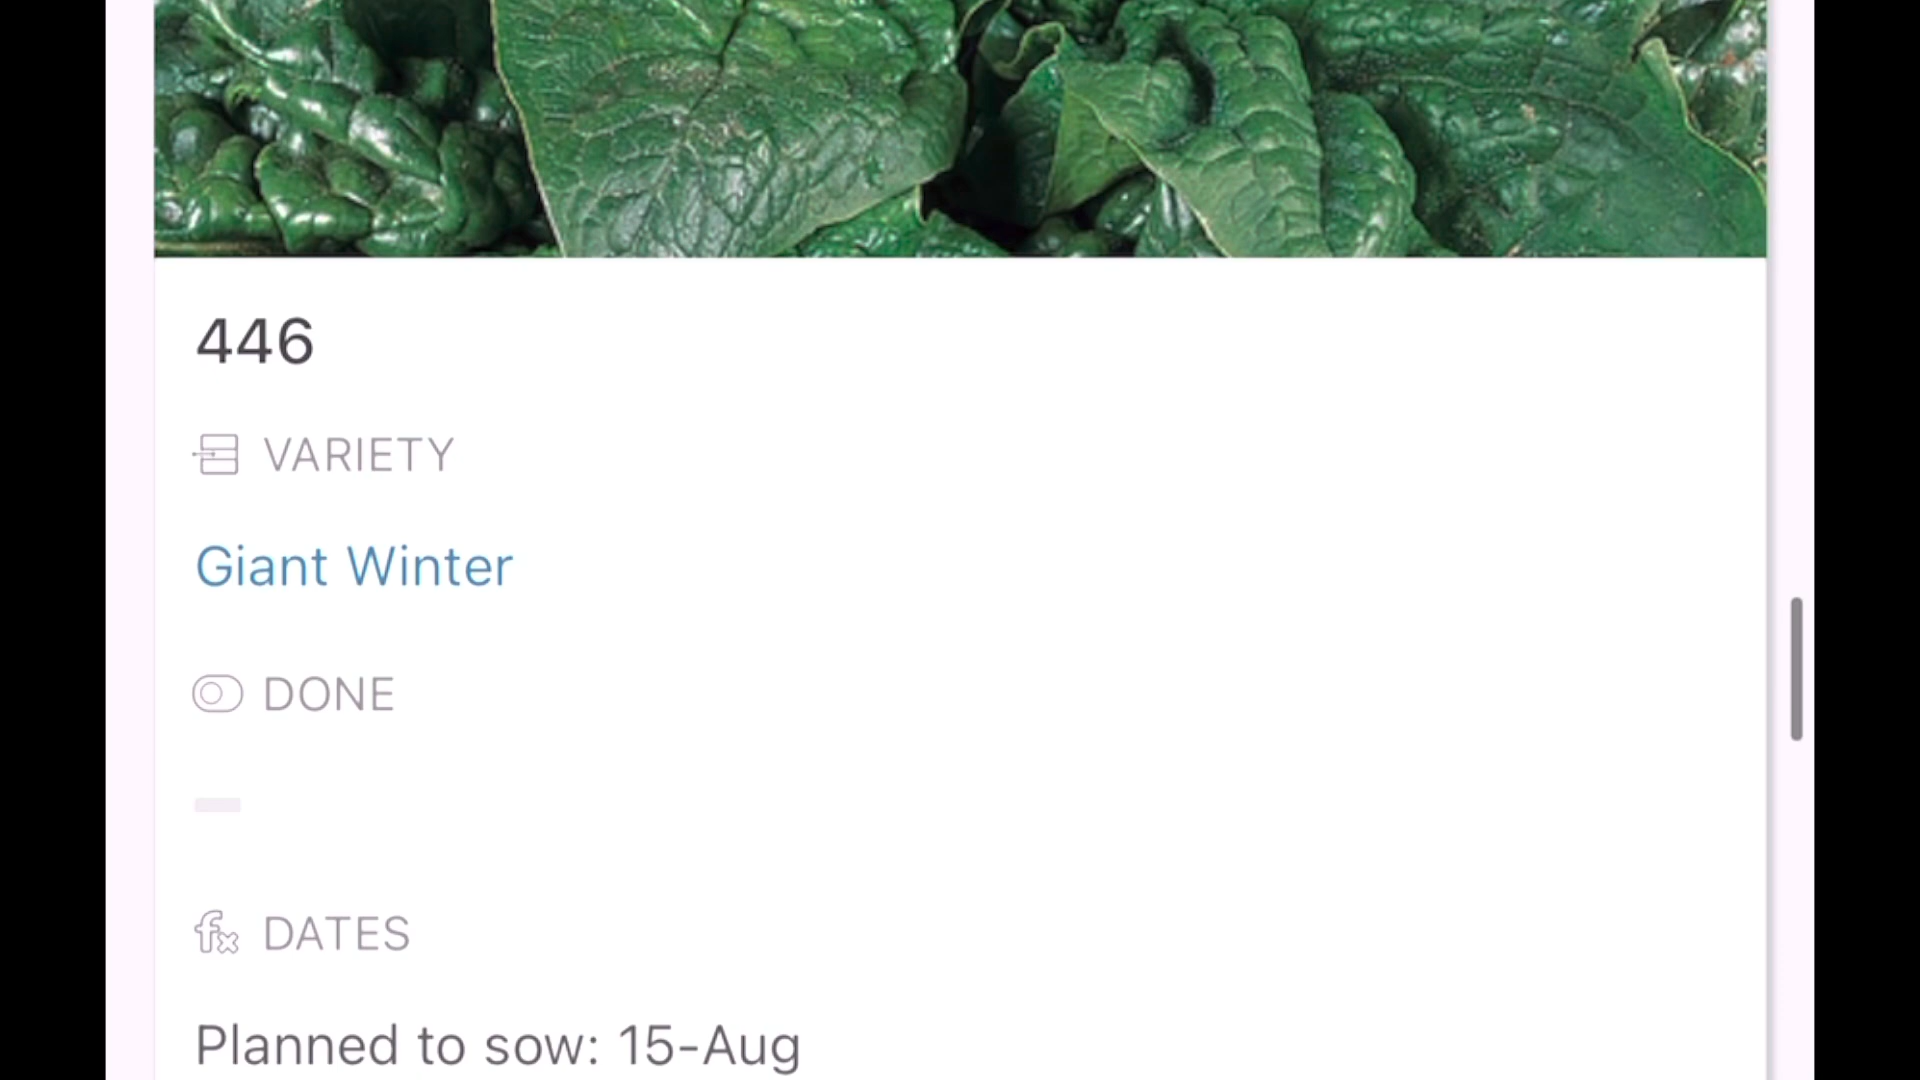 446
VARIETY
Giant Winter
DONE
DATES
Planned to sow: 15-Aug